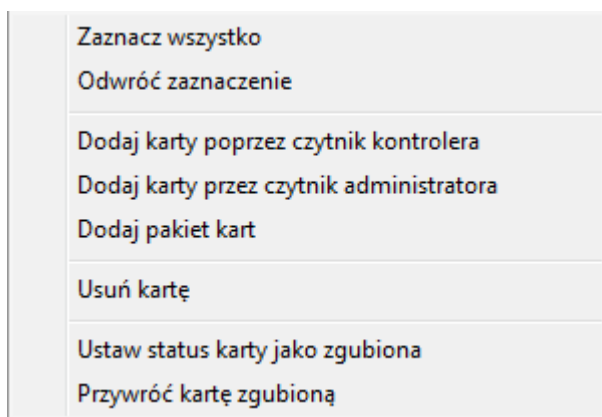 Zaznacz wszystko
Odwróć zaznaczenie
Dodaj karty poprzez czytnik kontrolera
Dodaj karty przez czytnik administratora
Dodaj pakiet kart
Usuń kartę
Ustaw status karty jako zgubiona
Przywróć kartę zgubioną